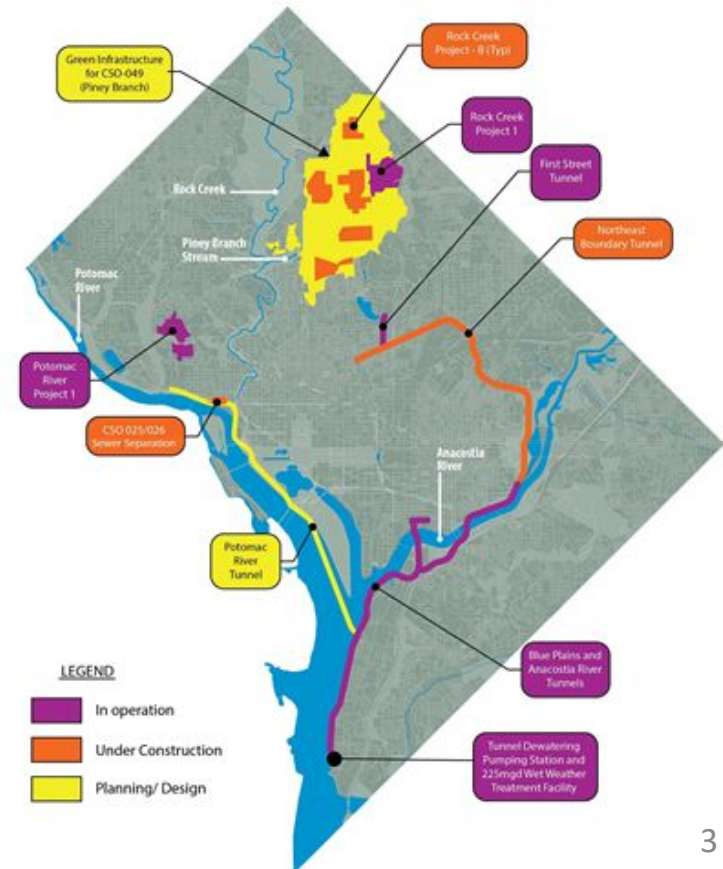 Green Infrastructure
for CSO-049
(Piney Branch)
Rock Creek
Project - B (Typ)
Rock Creek
Project 1
First Street
Tunnel
Rock Creek
Northeast
Boundary Tunnel
Piney Branch
Stream
Potomac
River
Potomac
River
Project 1
CSO 025/026
Sewer Separation
Anacostia
River
Potomac
River
Tunnel
Blue Plains and
Anacostia River
Tunnels
LEGEND
In operation
Under Construction
Planning/ Design
Tunnel Dewatering
Pumping Station and
225mgd Wet Weather
Treatment Facility
3